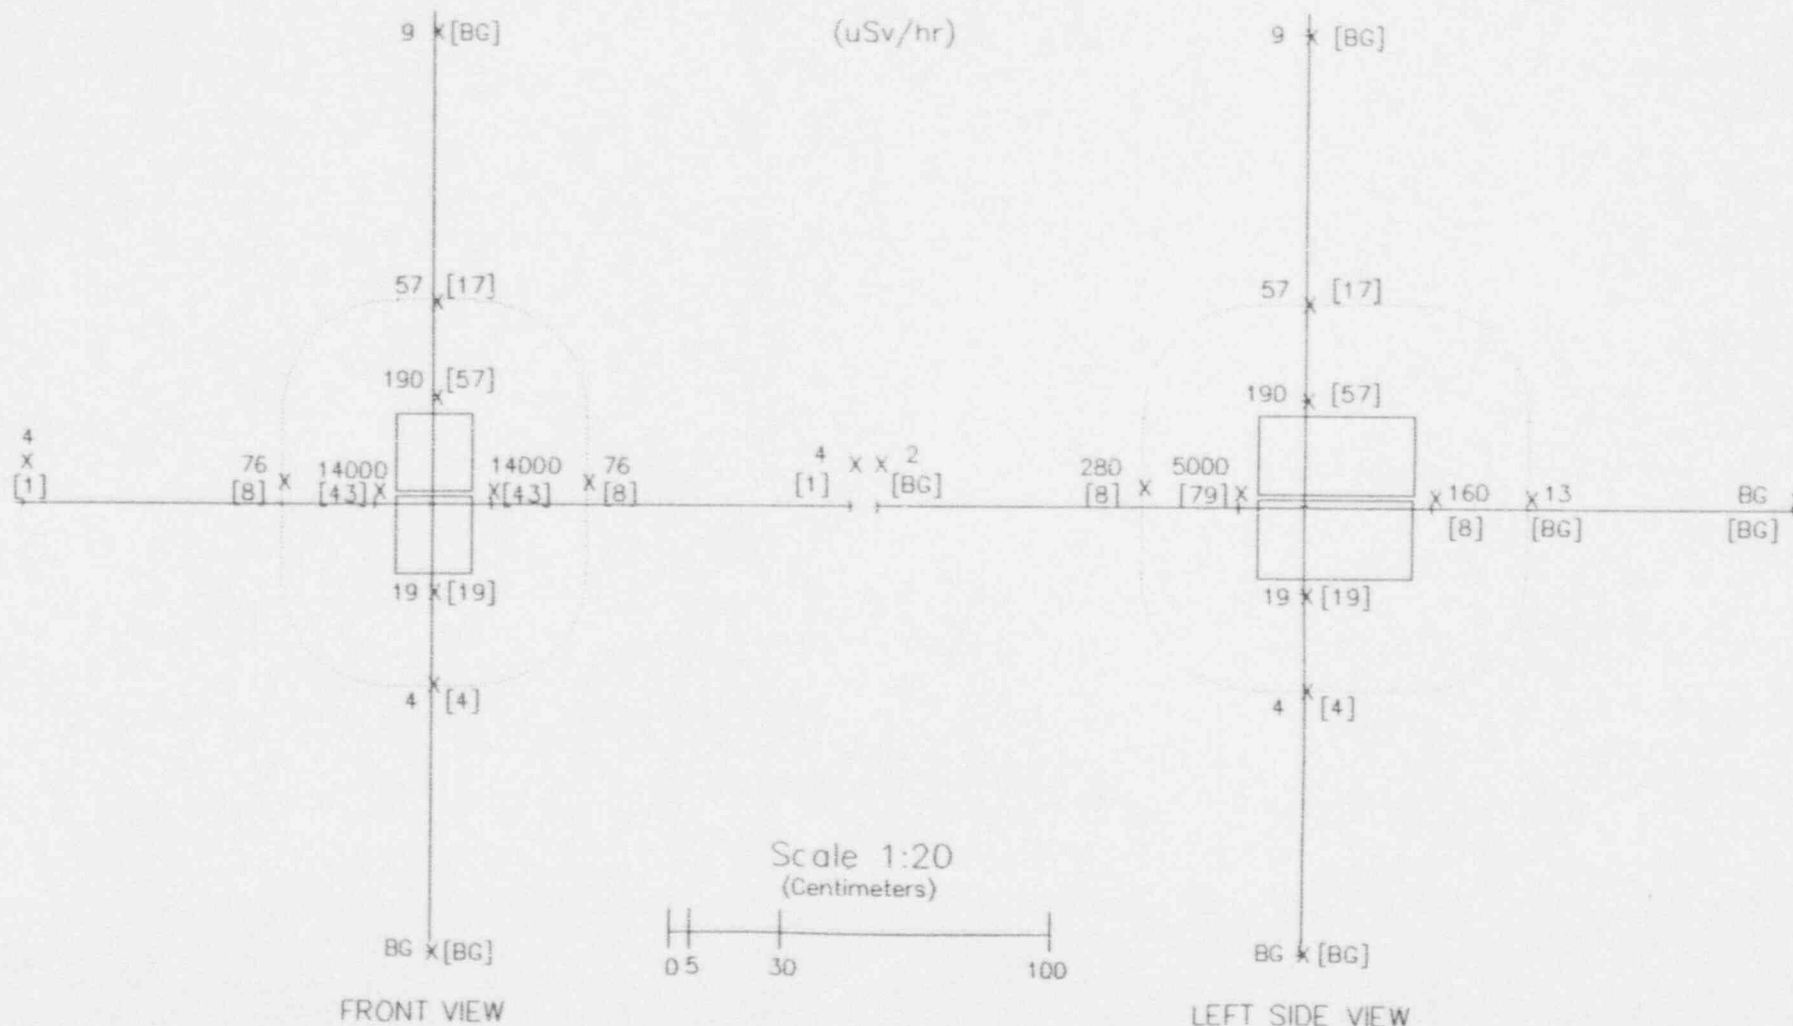 (uSv/hr)
9 [BG]
57 [17]
190 [57]
4
[1]
76
[8]
14000
[43]
14000
[43]
76
[8]
4
[1]
19 [19]
4 [4]
BG [BG]
FRONT VIEW
Scale 1:20
(Centimeters)
0 5 30 100
9 [BG]
57 [17]
190 [57]
2
[BG]
280
[8]
5000
[79]
160
[8]
13
[BG]
BG
[BG]
19 [19]
4 [4]
BG [BG]
LEFT SIDE VIEW